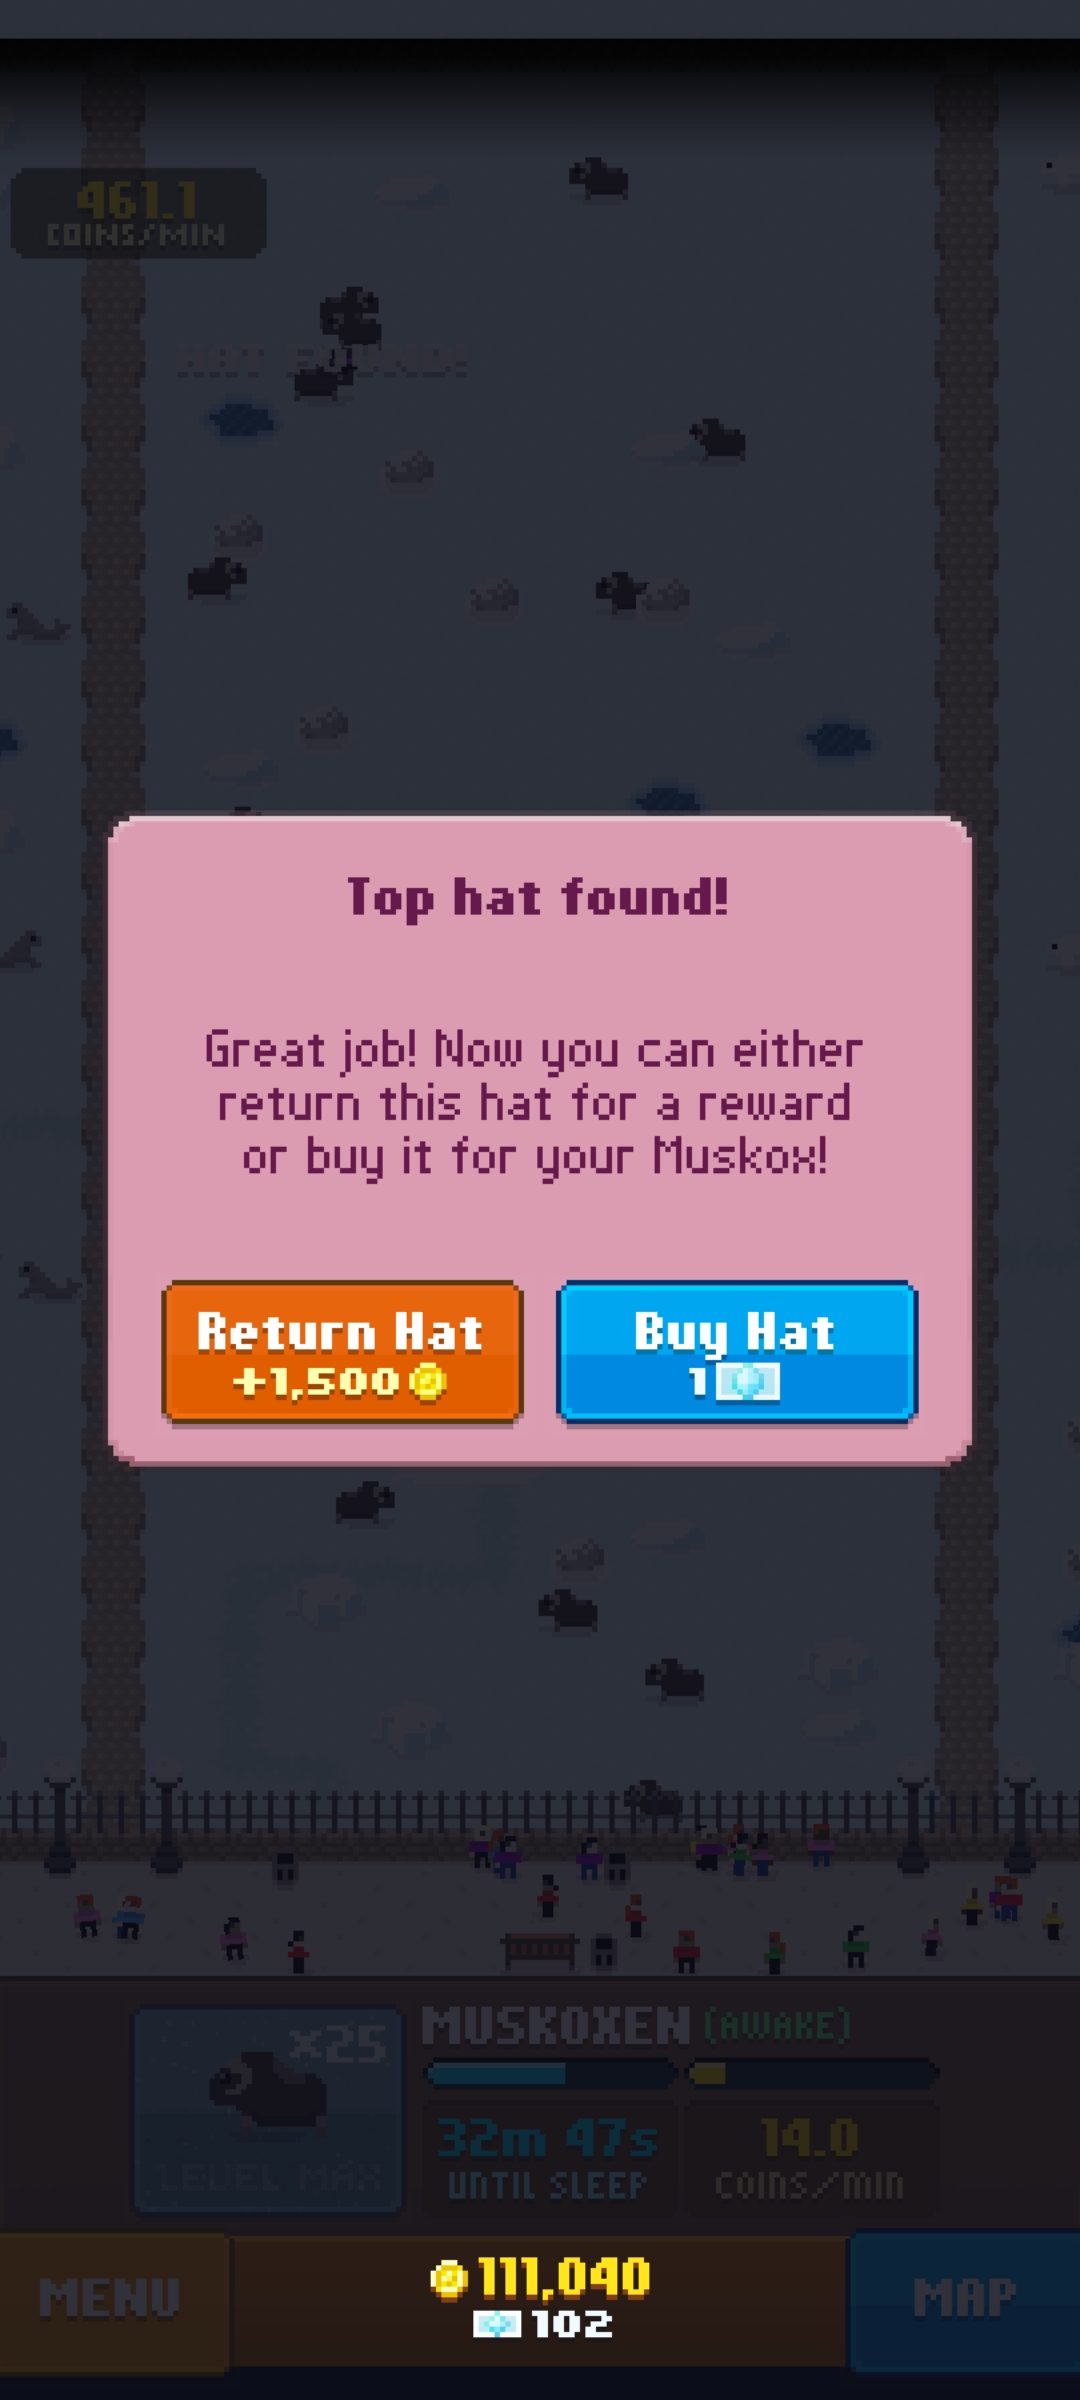 461.1
COINS/MIN
HAT FOUND!
Top hat found!
Great job! Now you can either
return this hat for a reward
or buy it for your Muskox!
Return Hat
+1,500
Buy Hat
1
x25
MUSKOXEN (AWAKE)
32m 47s
UNTIL SLEEP
14.0
COINS/MIN
LEVEL MAX
MENU
111,040
102
MAP